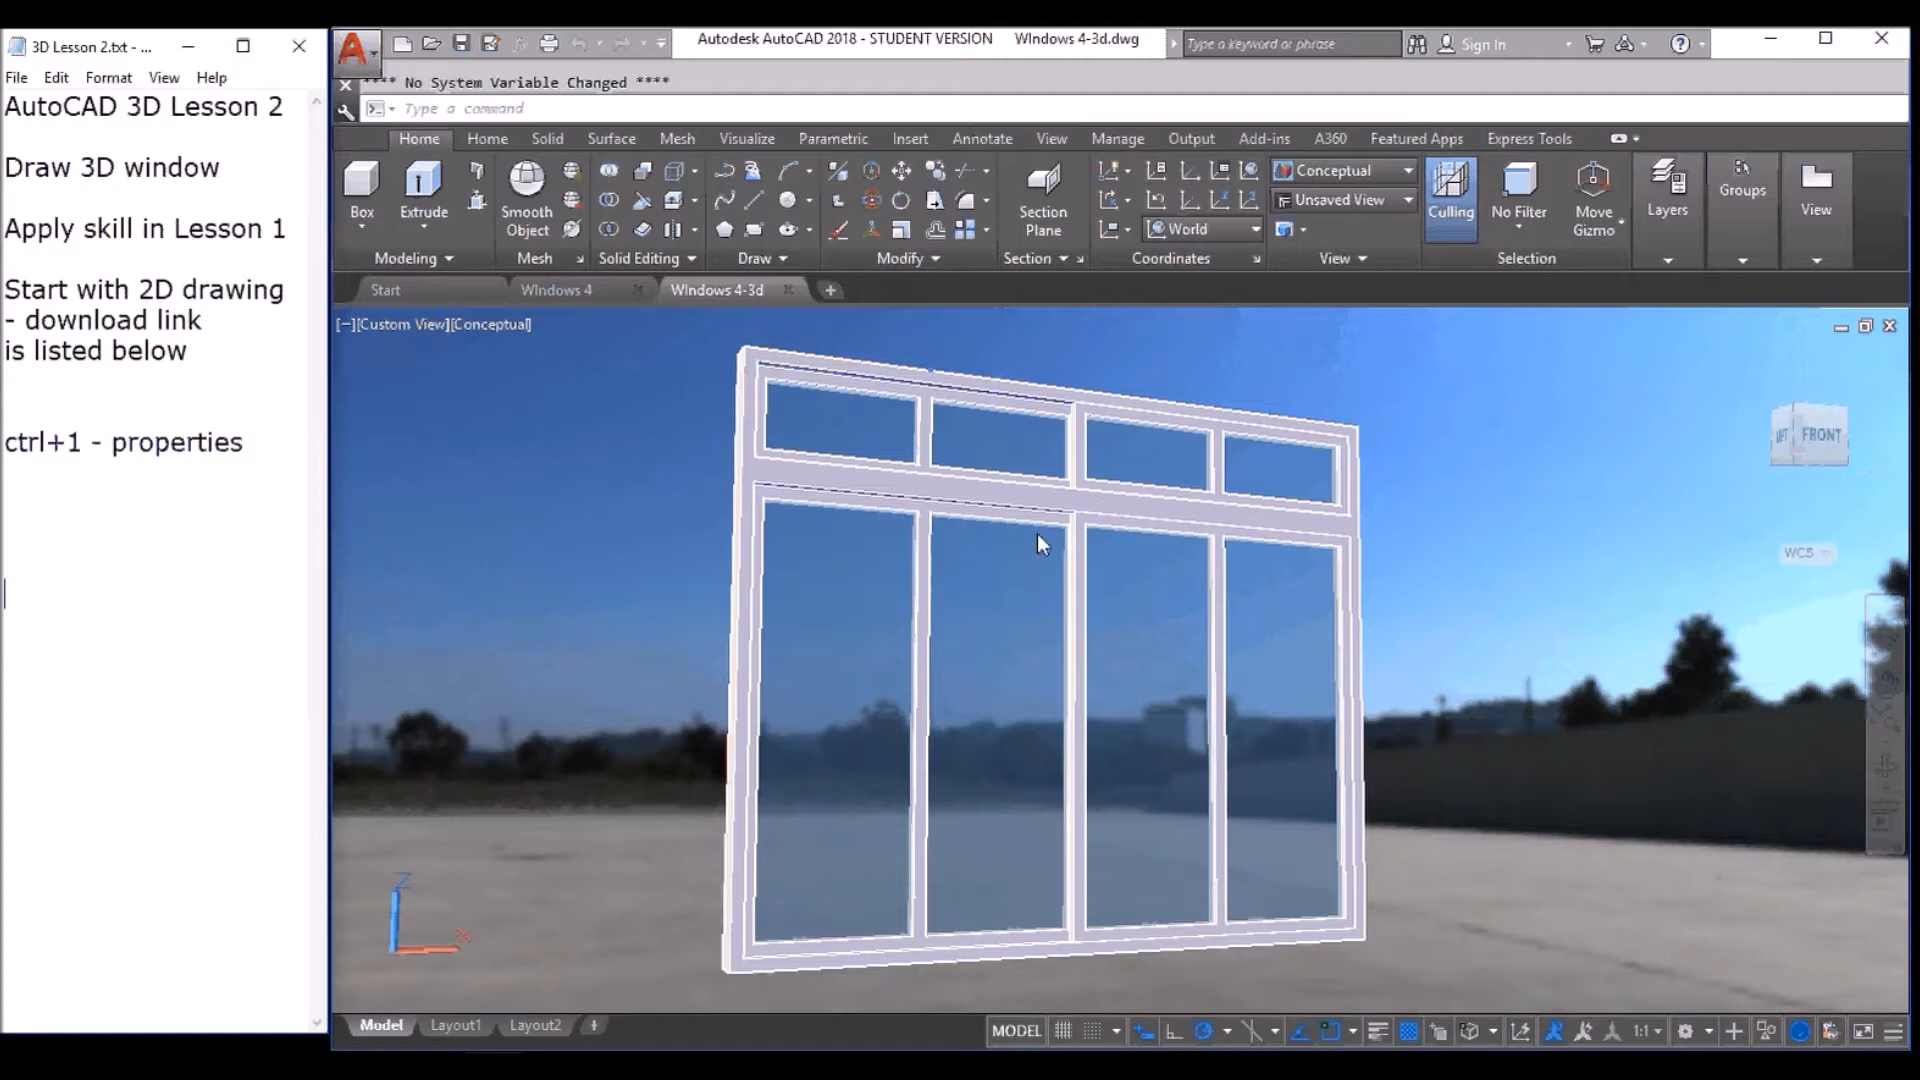 3D Lesson 2.txt - ...
File Edit Format View Help
AutoCAD 3D Lesson 2
Draw 3D window
Apply skill in Lesson 1
Start with 2D drawing
- download link
is listed below
ctrl+1 - properties
Autodesk AutoCAD 2018 - STUDENT VERSION WIndows 4-3d.dwg
Type a keyword or phrase
Sign In
**** No System Variable Changed ****
Type a command
Home Home Solid Surface Mesh Visualize Parametric Insert Annotate View Manage Output Add-ins A360 Featured Apps Express Tools
Box
Extrude
Smooth
Object
Section
Plane
Conceptual
Unsaved View
World
Culling
No Filter
Move
Gizmo
Layers
Groups
View
Modeling Mesh Solid Editing Draw Modify Section Coordinates View Selection
Start WIndows 4 WIndows 4-3d
[−][Custom View][Conceptual]
LEFT FRONT
WCS
Z
X
Model Layout1 Layout2 +
MODEL
1:1